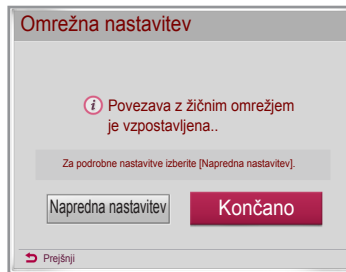 Omrežna nastavitev
Povezava z žičnim omrežjem
je vzpostavljena..
Za podrobne nastavitve izberite [Napredna nastavitev].
Napredna nastavitev
Končano
Prejšnji